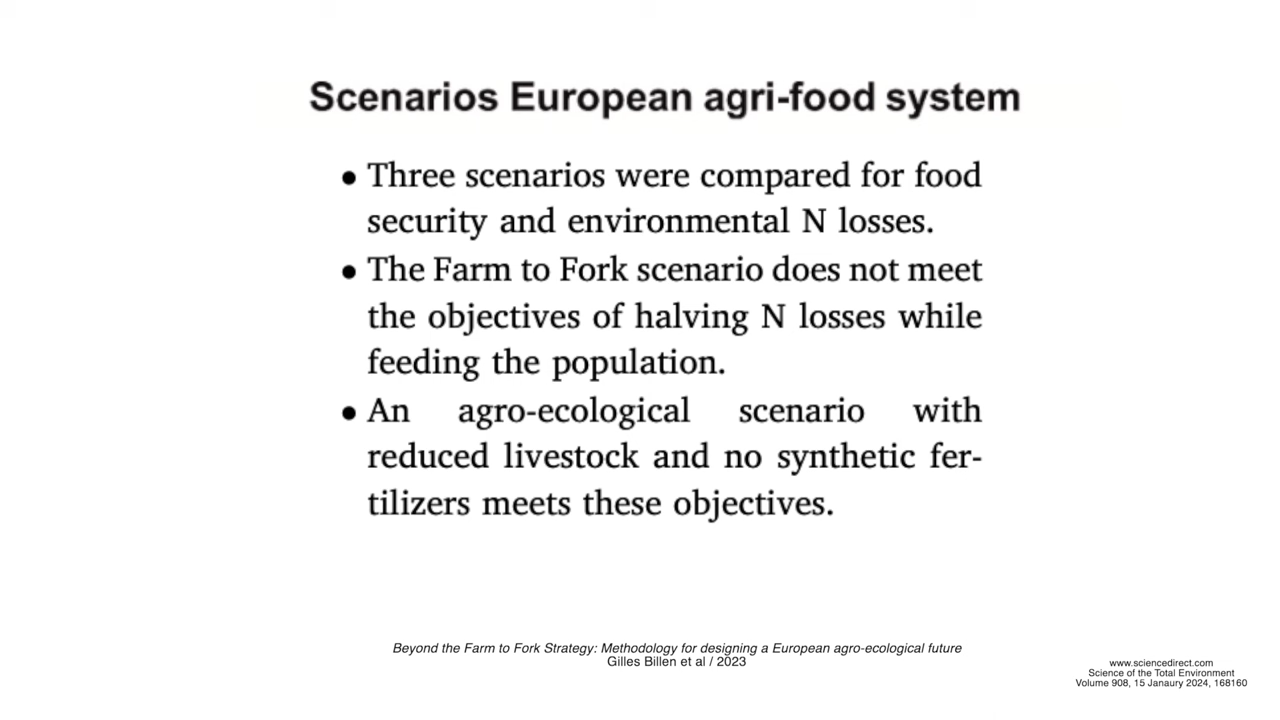 Scenarios European agri-food system
• Three scenarios were compared for food
security and environmental N losses.
• The Farm to Fork scenario does not meet
the objectives of halving N losses while
feeding the population.
• An agro-ecological scenario with
reduced livestock and no synthetic fer-
tilizers meets these objectives.
Beyond the Farm to Fork Strategy: Methodology for designing a European agro-ecological future
Gilles Billen et al / 2023
www.sciencedirect.com
Science of the Total Environment
Volume 908, 15 Janaury 2024, 168160